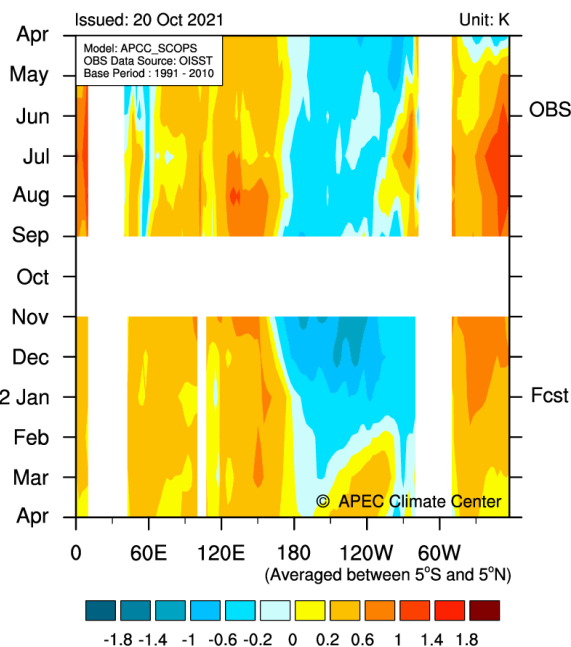 Issued: 20 Oct 2021 Unit: K
Model: APCC_SCOPS
OBS Data Source: OISST
Base Period : 1991 - 2010
Apr
May
Jun
Jul
Aug
Sep
Oct
Nov
Dec
2 Jan
Feb
Mar
Apr
OBS
Fcst
© APEC Climate Center
0 60E 120E 180 120W 60W
(Averaged between 5°S and 5°N)
-1.8 -1.4 -1 -0.6 -0.2 0 0.2 0.6 1 1.4 1.8